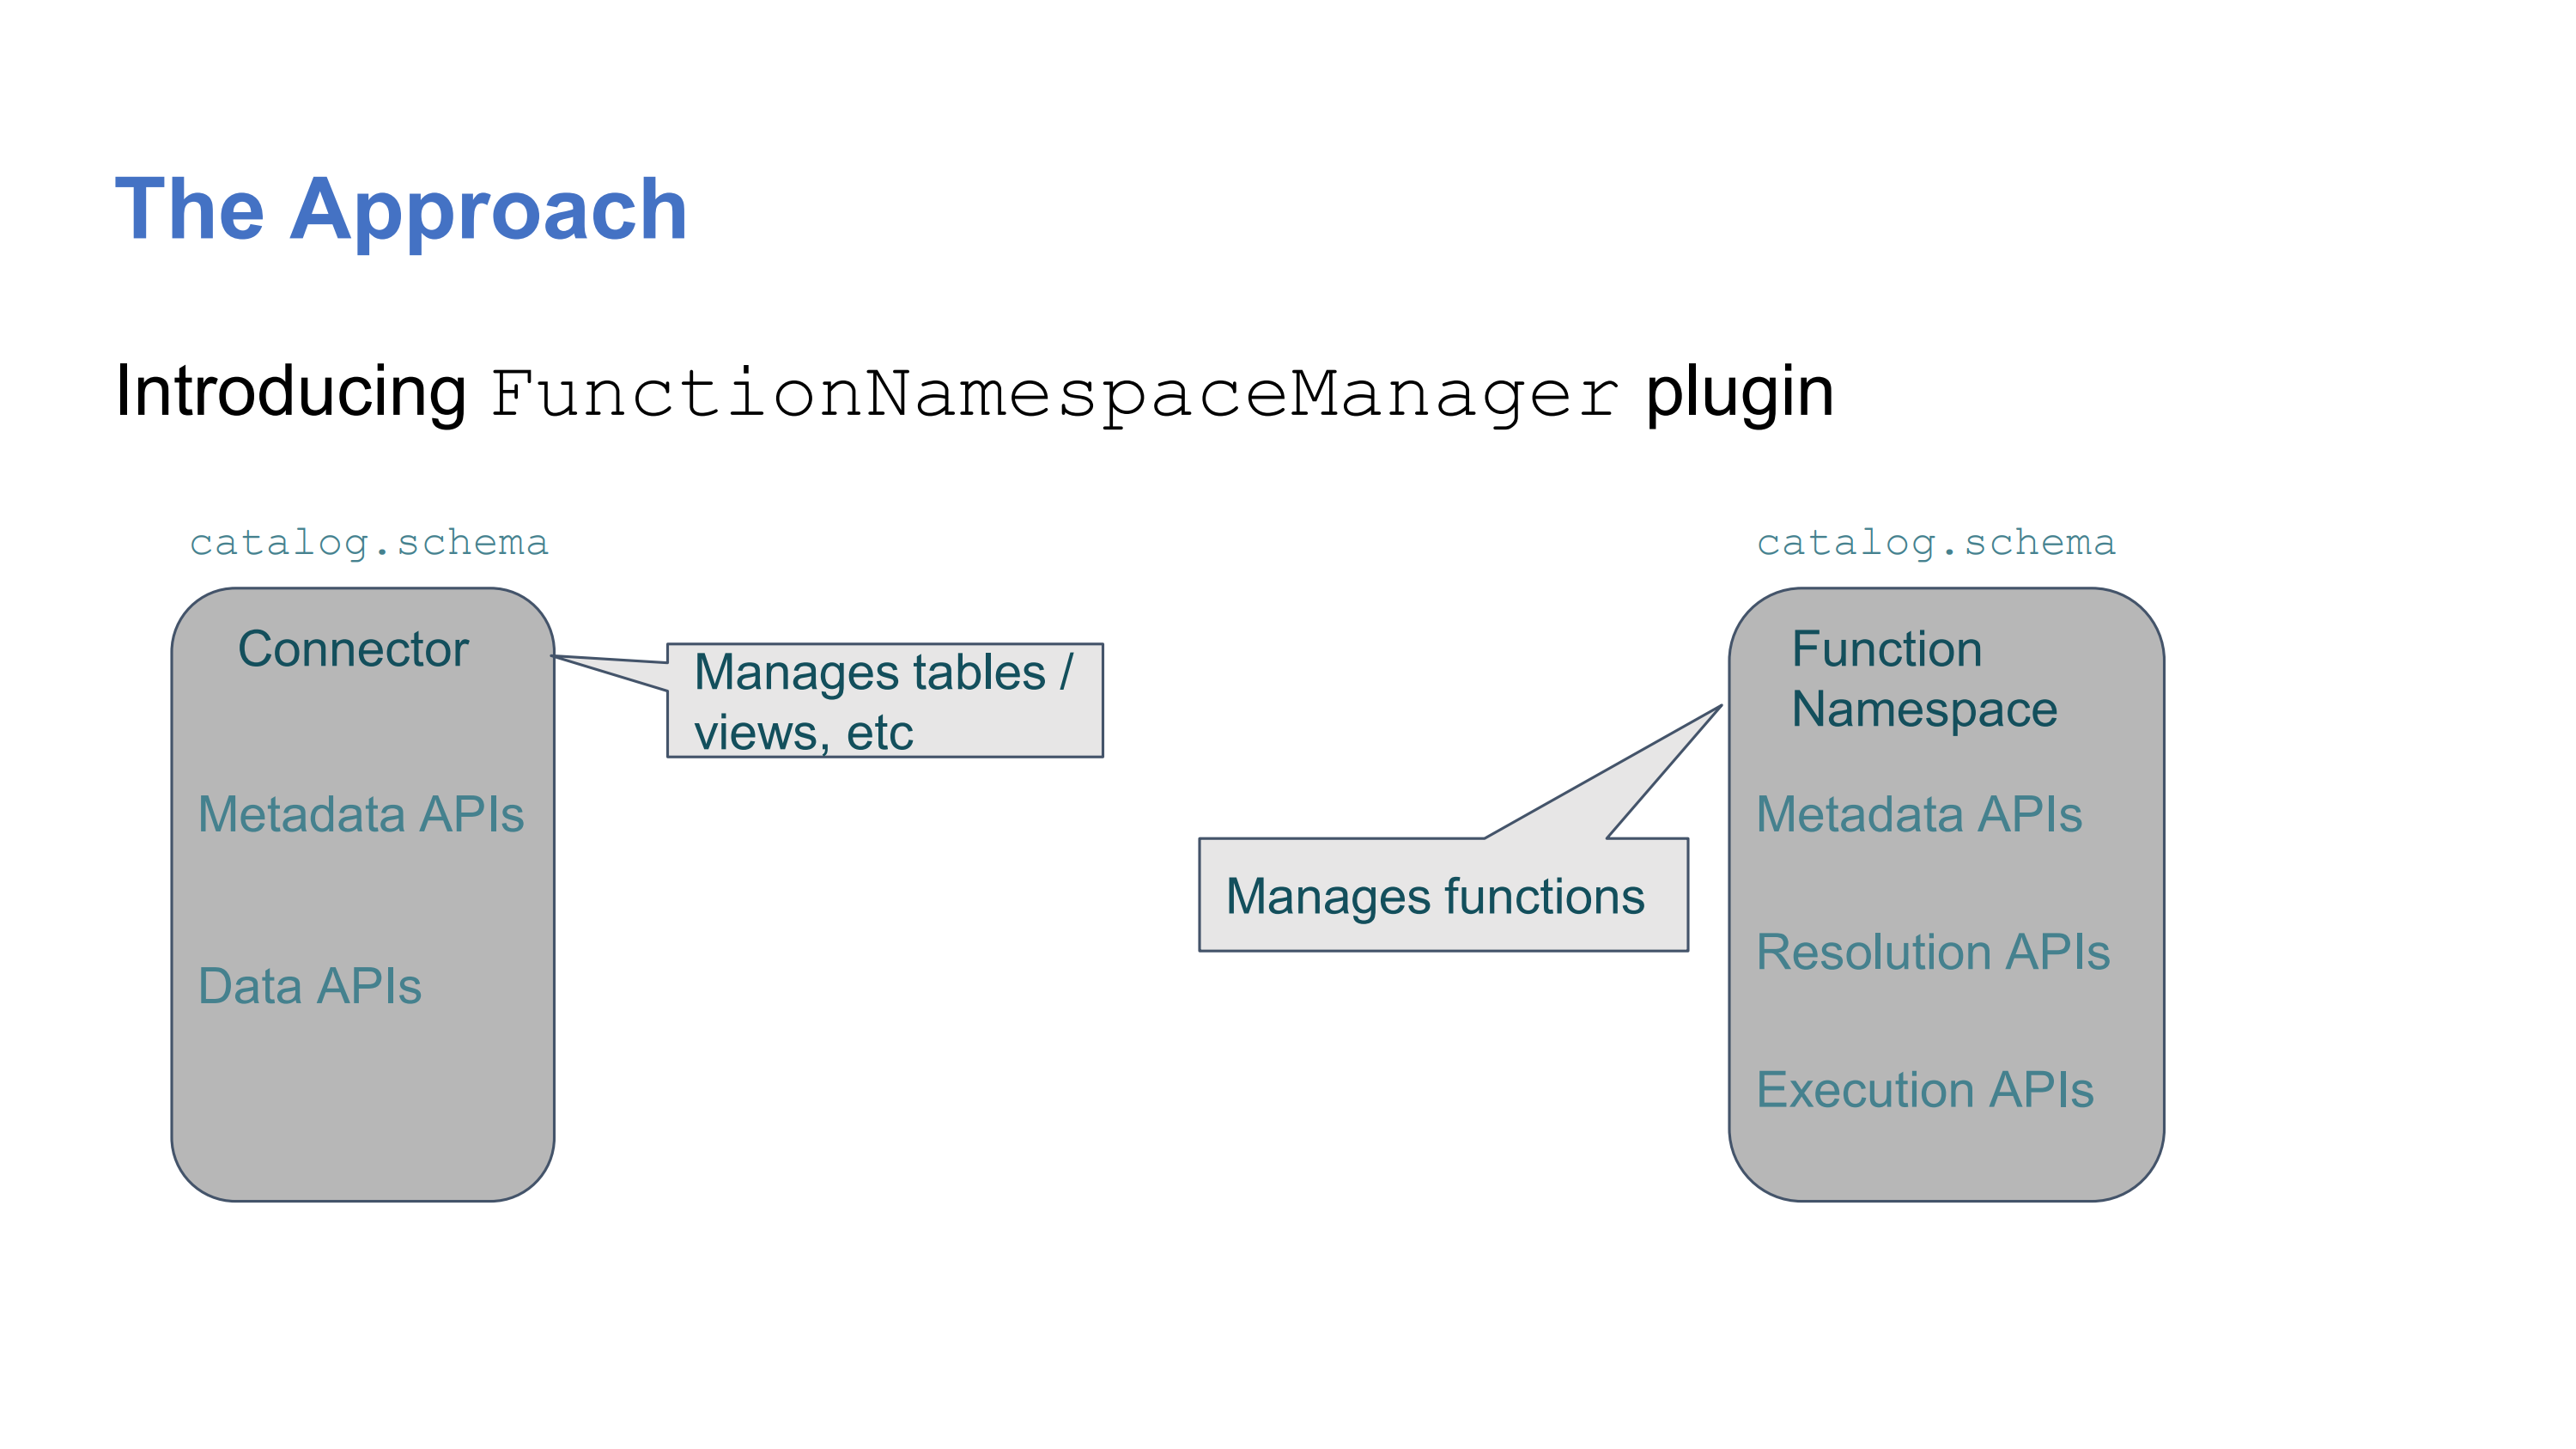 The Approach
Introducing FunctionNamespaceManager plugin
catalog.schema
Connector
Metadata APIs
Data APIs
Manages tables /
views, etc
catalog.schema
Function
Namespace
Metadata APIs
Resolution APIs
Execution APIs
Manages functions